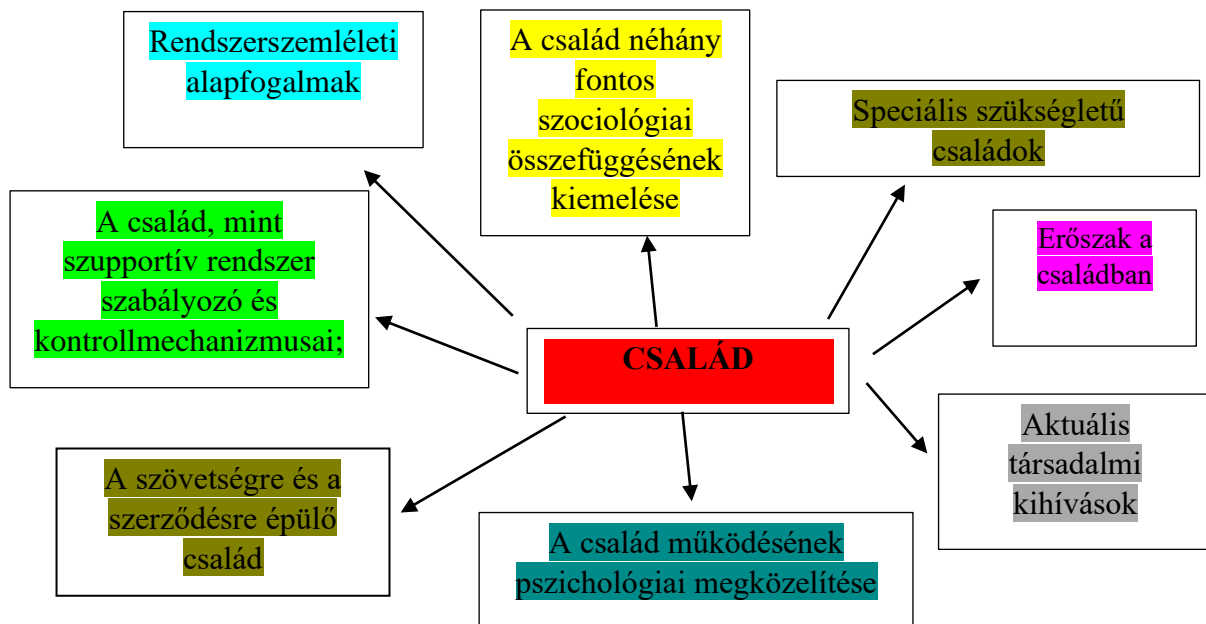 Rendszerszemléleti
alapfogalmak
A család néhány
fontos
szociológiai
összefüggésének
kiemelése
Speciális szükségletű
családok
A család, mint
szupportív rendszer
szabályozó és
kontrollmechanizmusai;
Erőszak a
családban
CSALÁD
Aktuális
társadalmi
kihívások
A szövetségre és a
szerződésre épülő
család
A család működésének
pszichológiai megközelítése